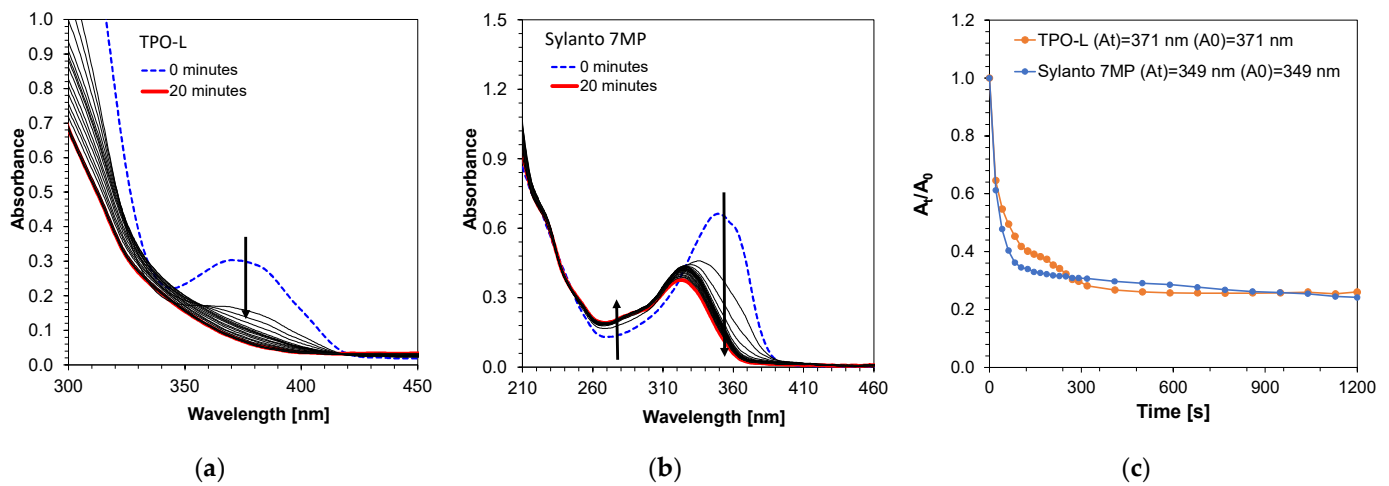 TPO-L
0 minutes
20 minutes
Absorbance
1.0
0.9
0.8
0.7
0.6
0.5
0.4
0.3
0.2
0.1
0.0
300 350 400 450
Wavelength [nm]
(a)
Sylanto 7MP
0 minutes
20 minutes
Absorbance
1.5
1.2
0.9
0.6
0.3
0.0
210 260 310 360 410 460
Wavelength [nm]
(b)
TPO-L (At)=371 nm (A0)=371 nm
Sylanto 7MP (At)=349 nm (A0)=349 nm
At/A0
1.2
1.0
0.8
0.6
0.4
0.2
0.0
0 300 600 900 1200
Time [s]
(c)